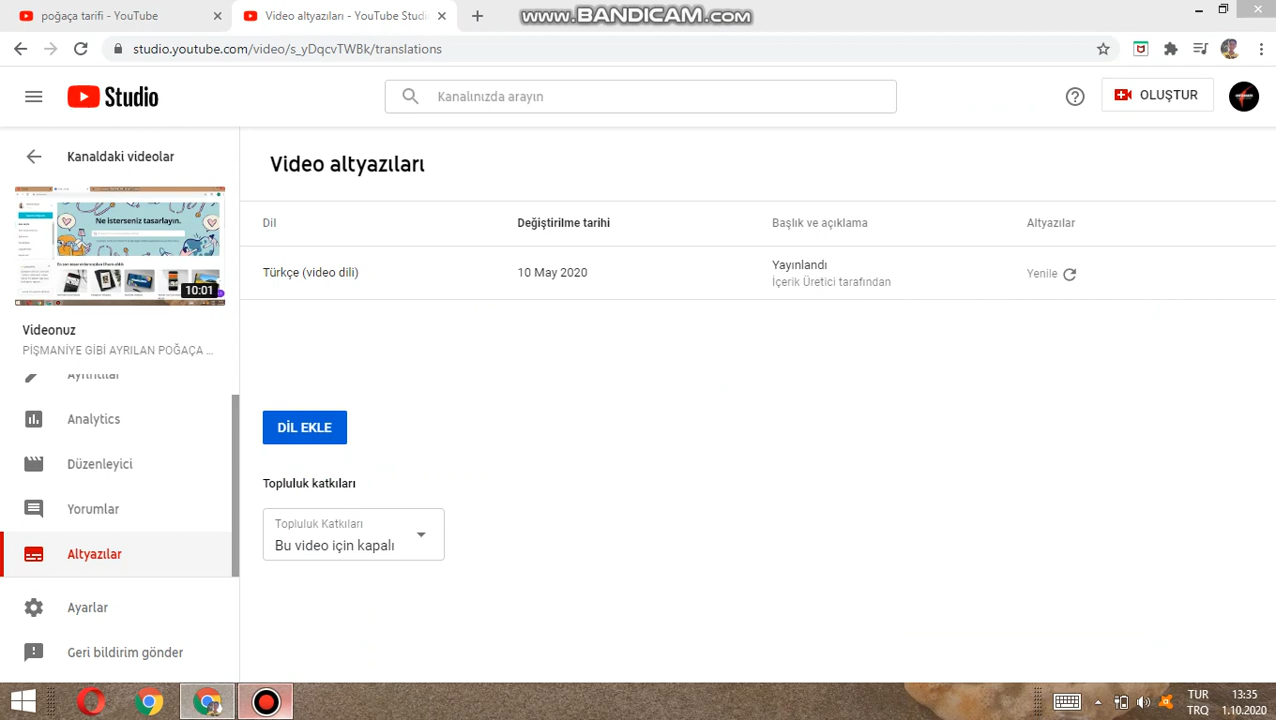 poğaça tarifi - YouTube
Video altyazıları - YouTube Studi
www.BANDICAM.com
studio.youtube.com/video/s_yDqcvTWBk/translations
Studio
Kanalınızda arayın
OLUŞTUR
Kanaldaki videolar
Ne isterseniz tasarlayın.
10:01
Videonuz
PİŞMANİYE GİBİ AYRILAN POĞAÇA ...
Ayrıntılar
Analytics
Düzenleyici
Yorumlar
Altyazılar
Ayarlar
Geri bildirim gönder
Video altyazıları
Dil
Değiştirilme tarihi
Başlık ve açıklama
Altyazılar
Türkçe (video dili)
10 May 2020
Yayınlandı
İçerik Üretici tarafından
Yenile
DİL EKLE
Topluluk katkıları
Topluluk Katkıları
Bu video için kapalı
TUR
TRQ
13:35
1.10.2020